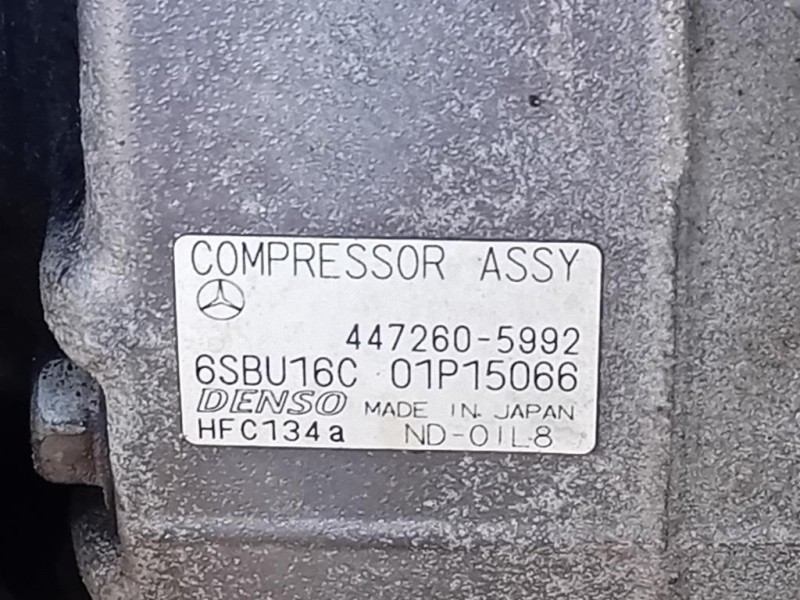 COMPRESSOR ASSY
447260-5992
6SBU16C 01P15066
DENSO MADE IN JAPAN
HFC134a ND-OIL8